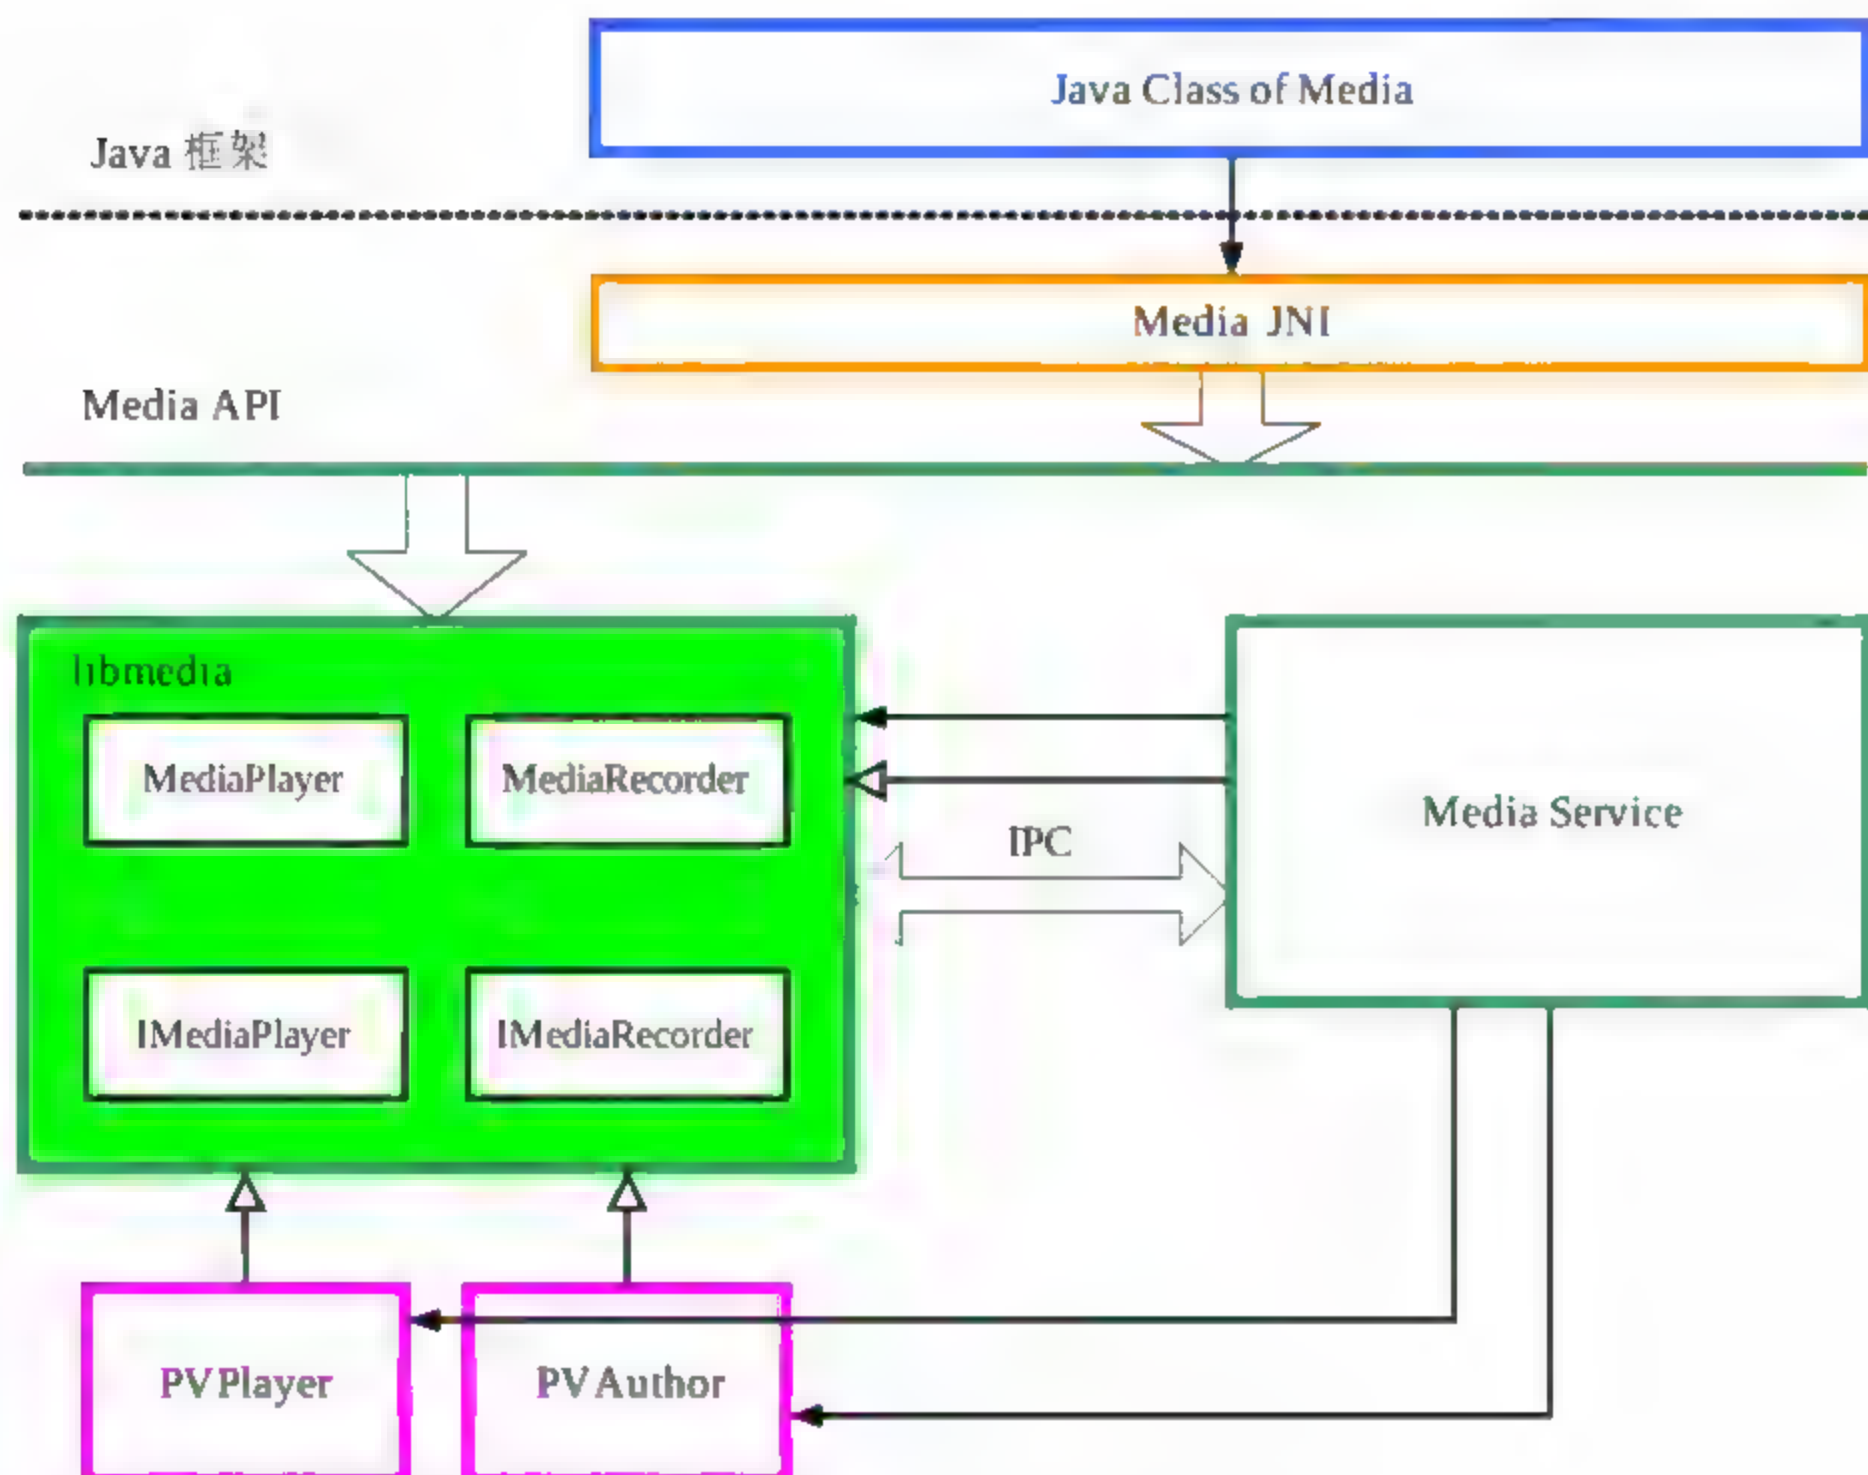 Java Class of Media
Java 框架
Media JNI
Media API
libmedia
MediaPlayer
MediaRecorder
IPC
Media Service
IMediaPlayer
IMediaRecorder
PVPlayer
PVAuthor